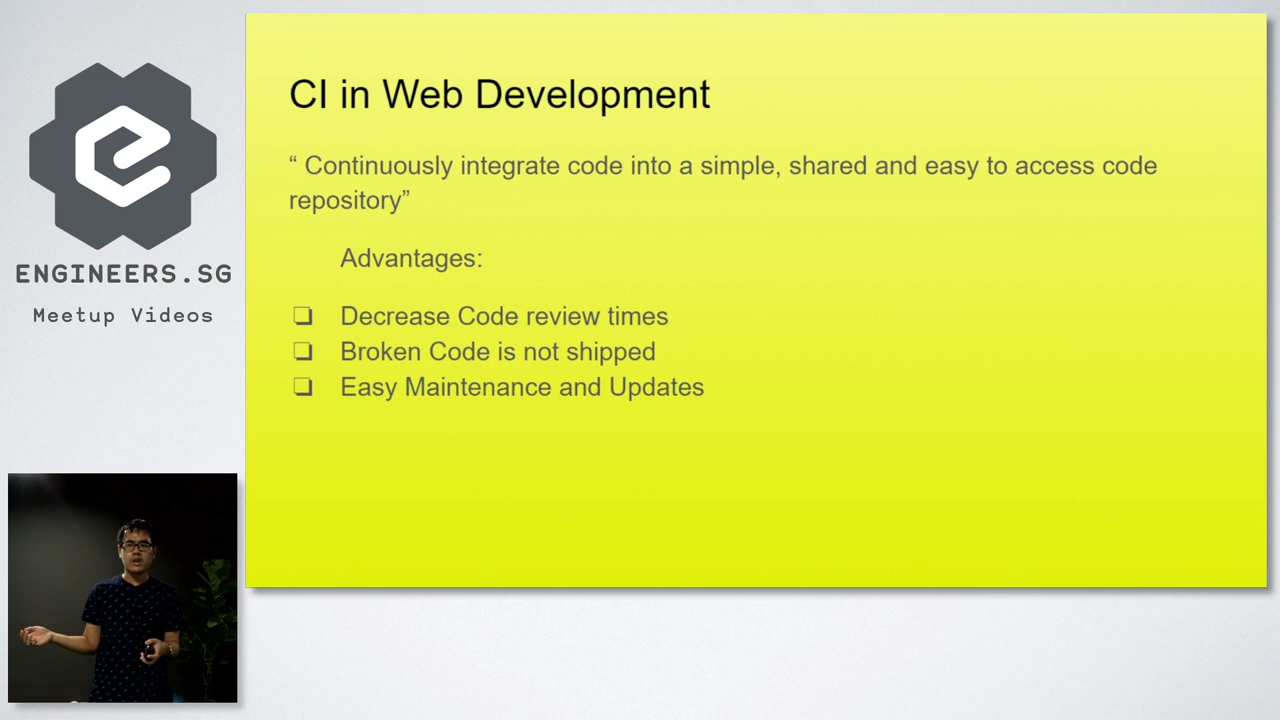 ENGINEERS.SG
Meetup Videos
CI in Web Development
“ Continuously integrate code into a simple, shared and easy to access code
repository”
Advantages:
❏ Decrease Code review times
❏ Broken Code is not shipped
❏ Easy Maintenance and Updates